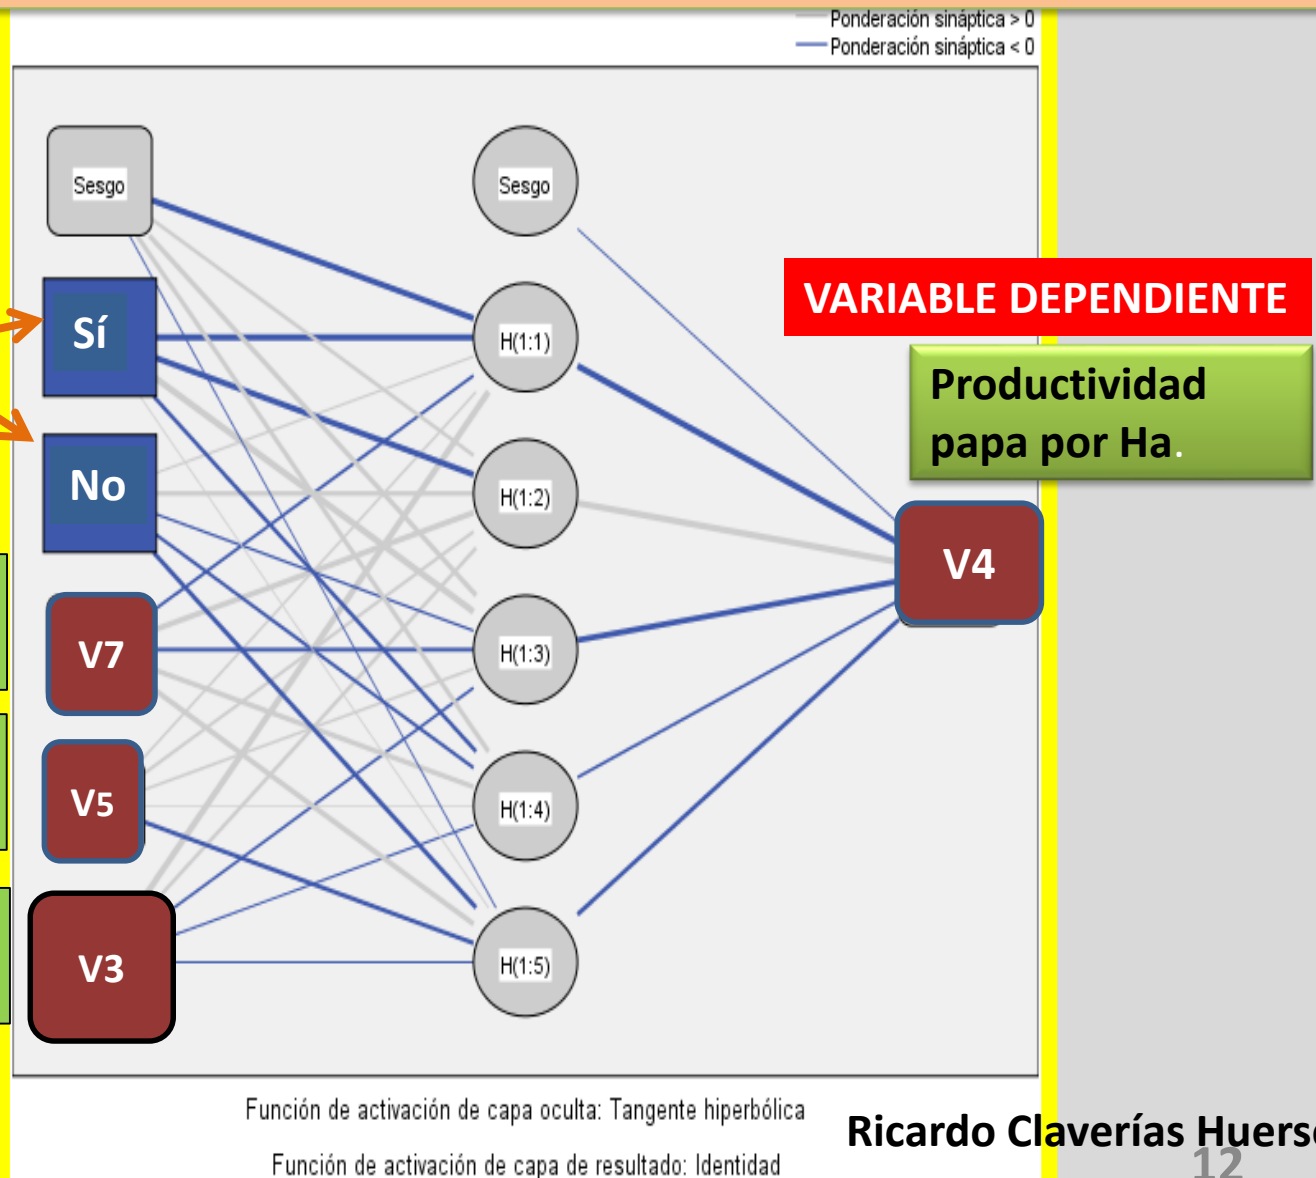 Ponderación sináptica > 0
Ponderación sináptica < 0
Sesgo
Sesgo
Sí
H(1:1)
VARIABLE DEPENDIENTE
Productividad
papa por Ha.
No
H(1:2)
V4
V7
H(1:3)
V5
H(1:4)
V3
H(1:5)
Función de activación de capa oculta: Tangente hiperbólica
Función de activación de capa de resultado: Identidad
Ricardo Claverías
12